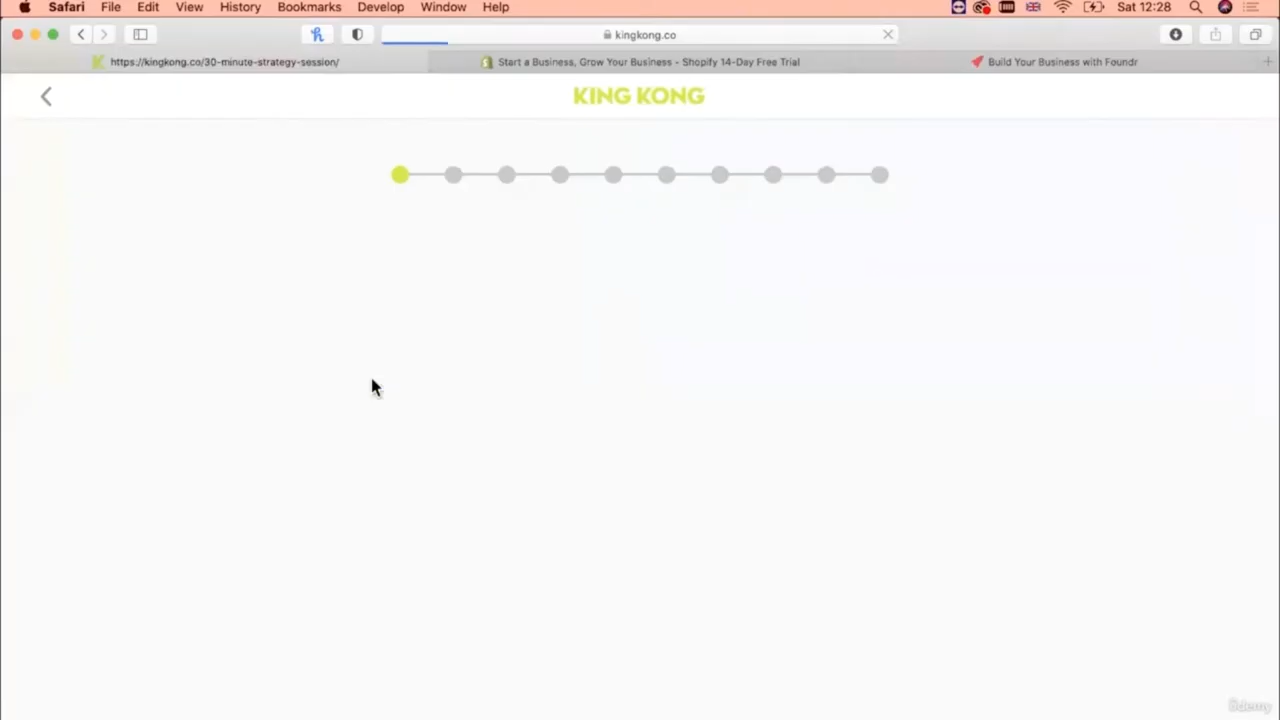 Safari File Edit View History Bookmarks Develop Window Help Sat 12:28
kingkong.co
https://kingkong.co/30-minute-strategy-session/ Start a Business, Grow Your Business - Shopify 14-Day Free Trial Build Your Business with Foundr
KING KONG
ûdemy